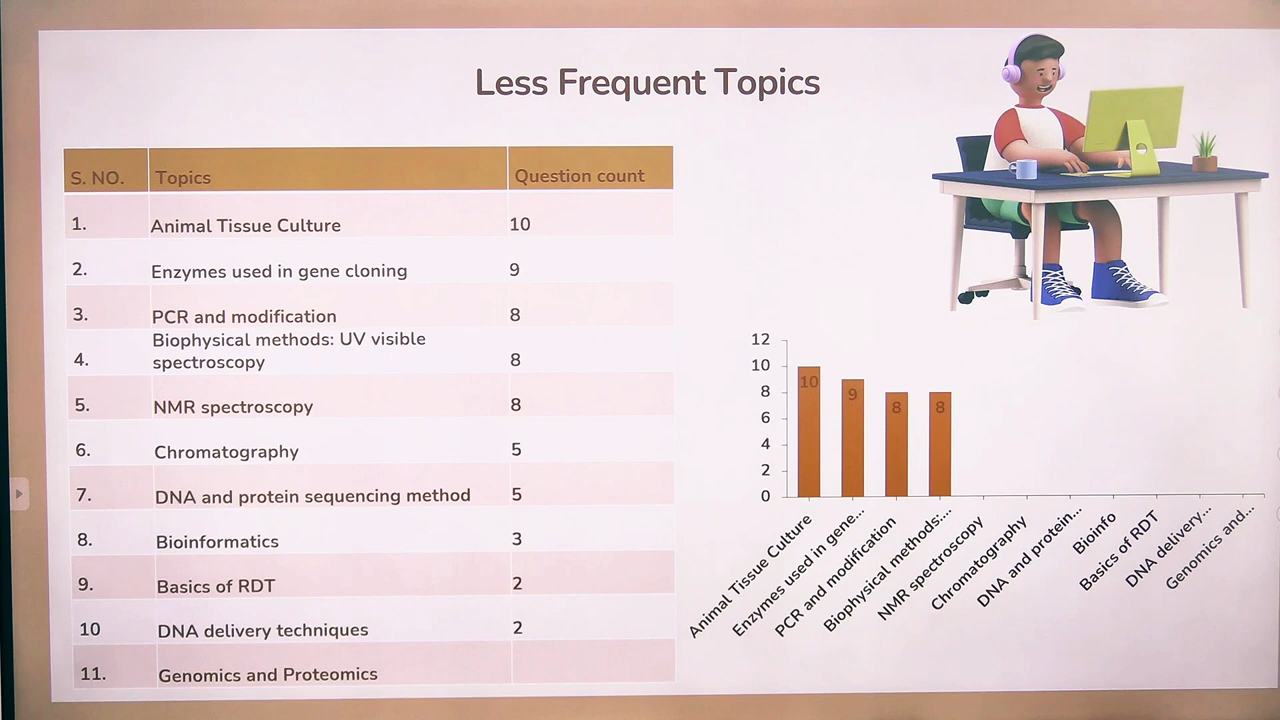 Less Frequent Topics
S. NO. Topics Question count
1. Animal Tissue Culture 10
2. Enzymes used in gene cloning 9
3. PCR and modification 8
4. Biophysical methods: UV visible
spectroscopy 8
5. NMR spectroscopy 8
6. Chromatography 5
7. DNA and protein sequencing method 5
8. Bioinformatics 3
9. Basics of RDT 2
10 DNA delivery techniques 2
11. Genomics and Proteomics
12
10
8
6
4
2
0
10
9
8
8
Animal Tissue Culture
Enzymes used in gene...
PCR and modification
Biophysical methods:...
NMR spectroscopy
Chromatography
DNA and protein...
Bioinfo
Basics of RDT
DNA delivery...
Genomics and...